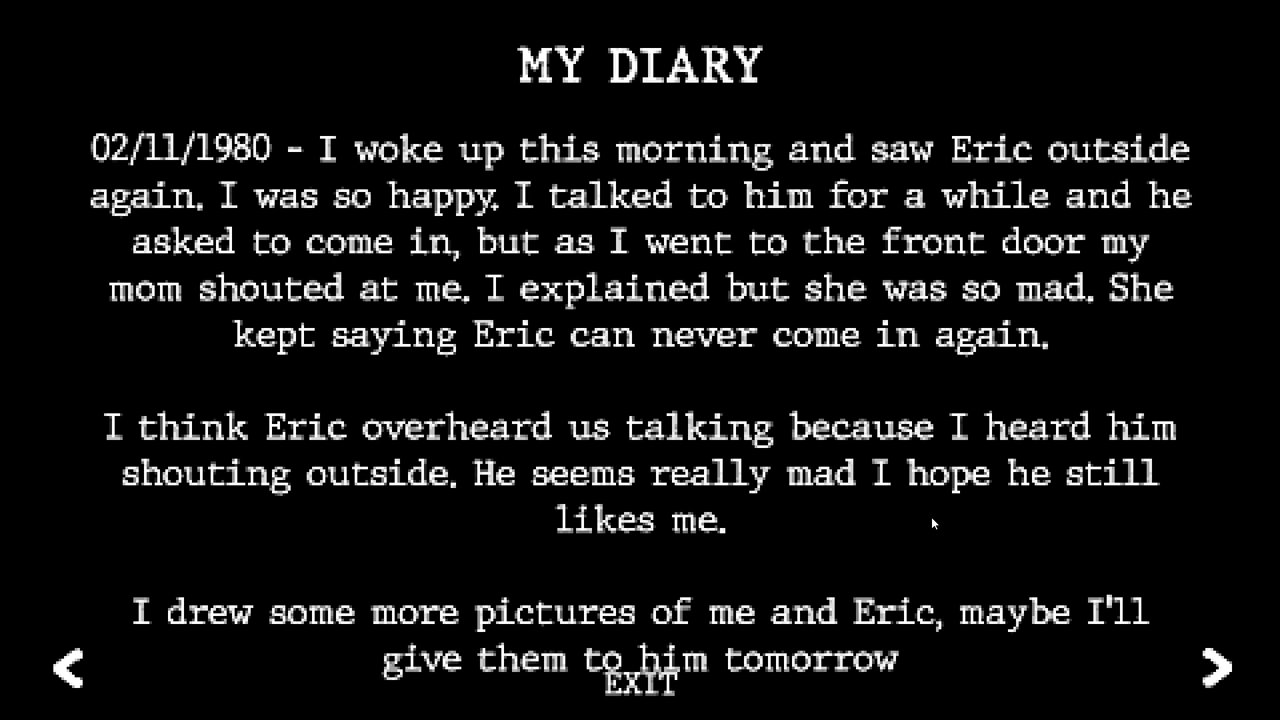 MY DIARY
02/11/1980 - I woke up this morning and saw Eric outside
again. I was so happy. I talked to him for a while and he
asked to come in, but as I went to the front door my
mom shouted at me. I explained but she was so mad. She
kept saying Eric can never come in again.
I think Eric overheard us talking because I heard him
shouting outside. He seems really mad I hope he still
likes me.
I drew some more pictures of me and Eric, maybe I'll
give them to him tomorrow
EXIT